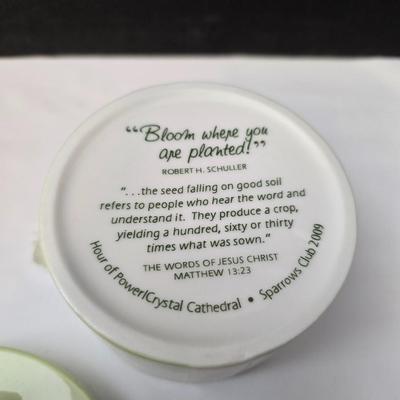 “Bloom where you
are planted!”
ROBERT H. SCHULLER
“. . .the seed falling on good soil
refers to people who hear the word and
understand it. They produce a crop,
yielding a hundred, sixty or thirty
times what was sown.”
THE WORDS OF JESUS CHRIST
MATTHEW 13:23
Hour of Power/Crystal Cathedral • Sparrows Club 2009